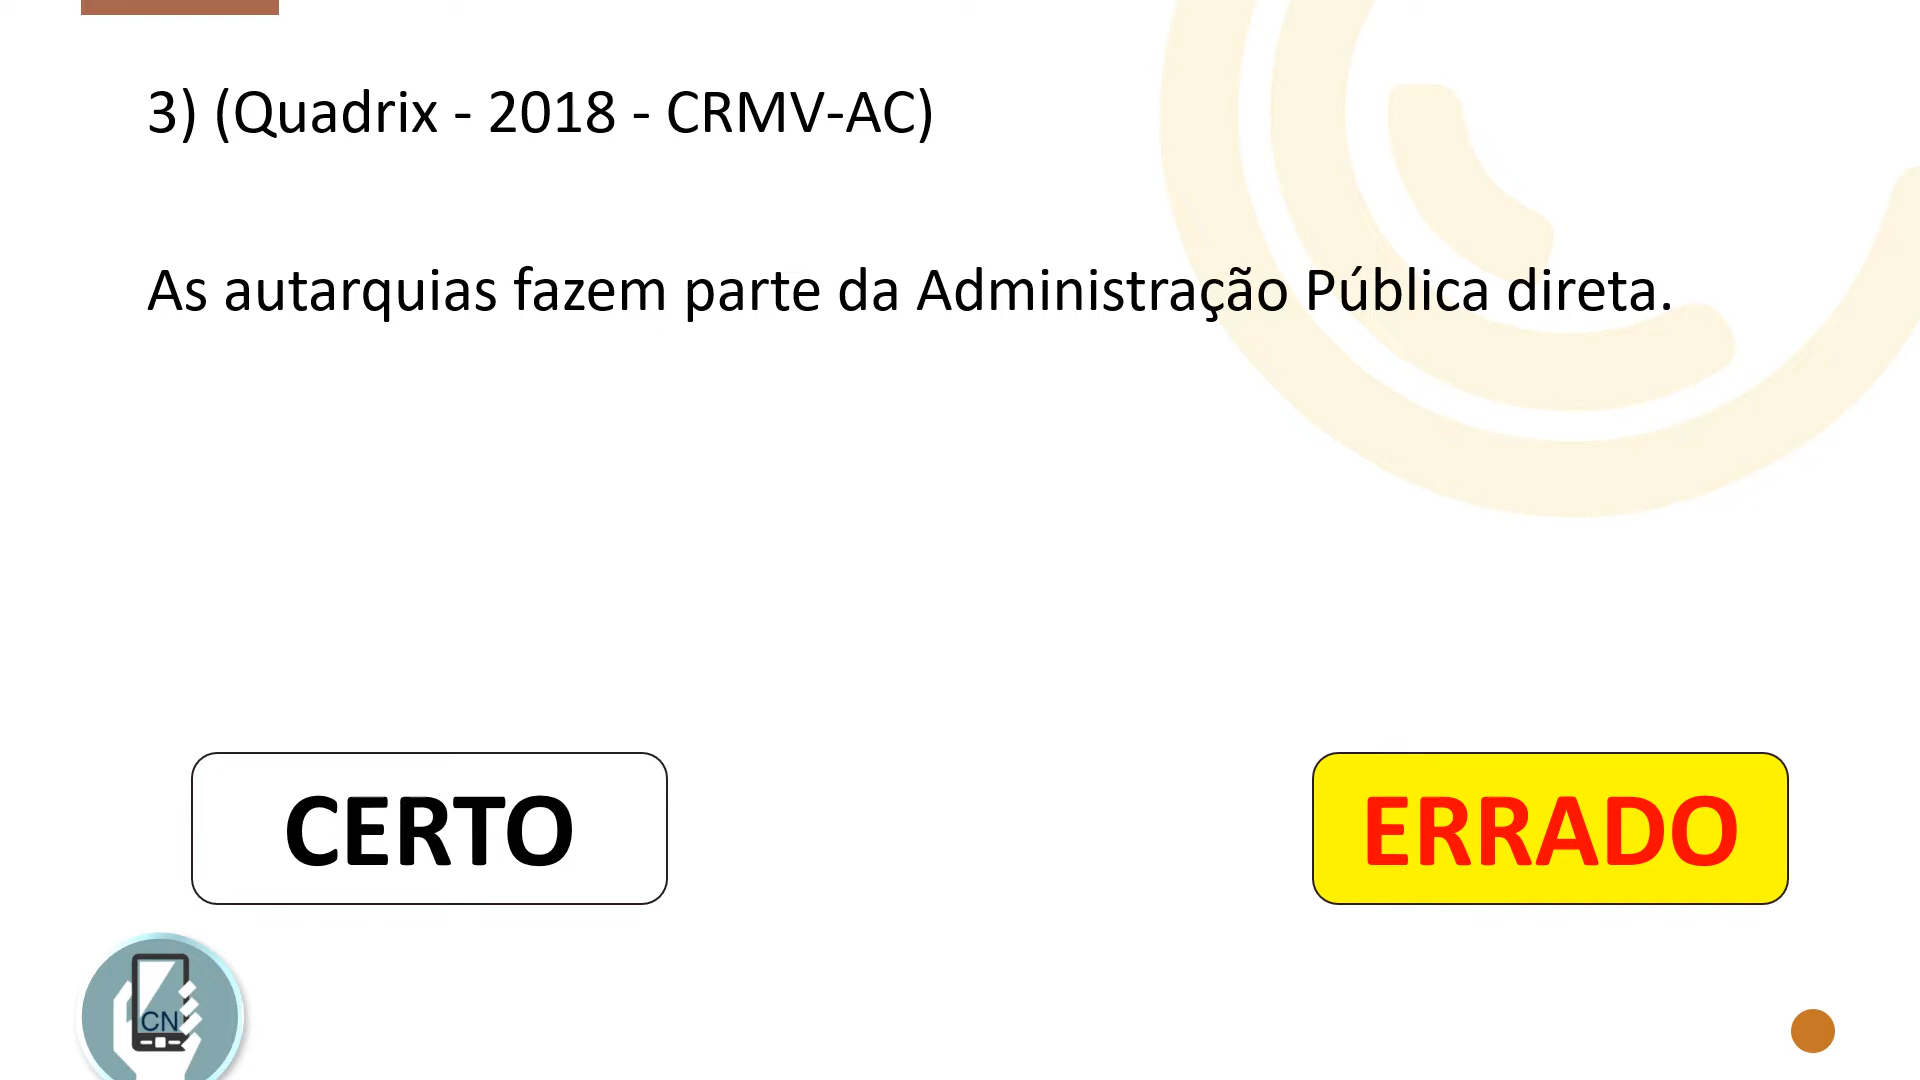 3) (Quadrix - 2018 - CRMV-AC)
As autarquias fazem parte da Administração Pública direta.
CERTO
ERRADO
CN